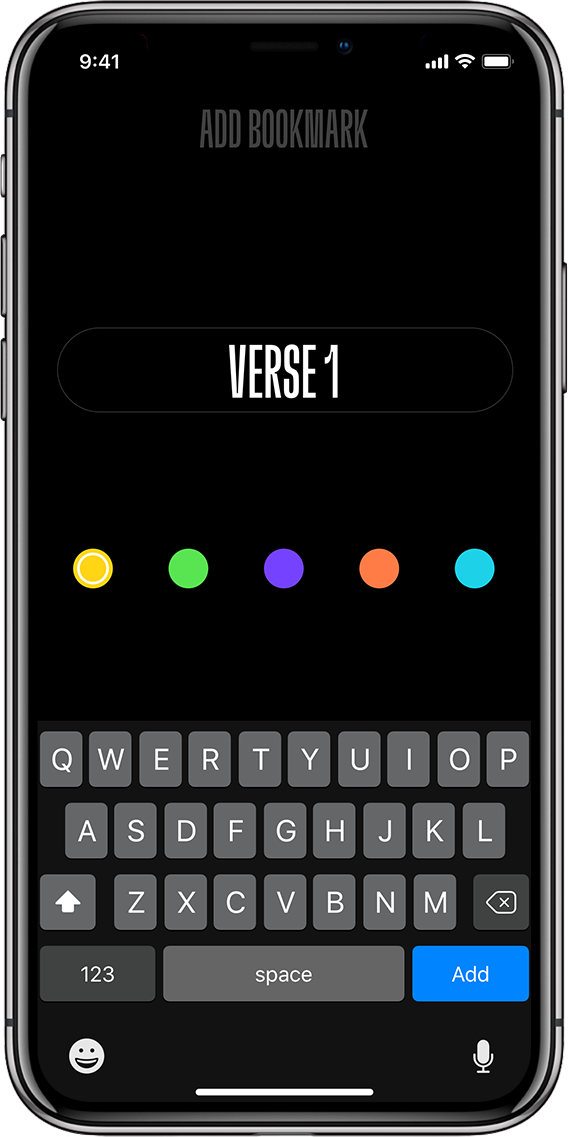 9:41
ADD BOOKMARK
VERSE 1
Q W E R T Y U I O P
A S D F G H J K L
Z X C V B N M
123 space Add